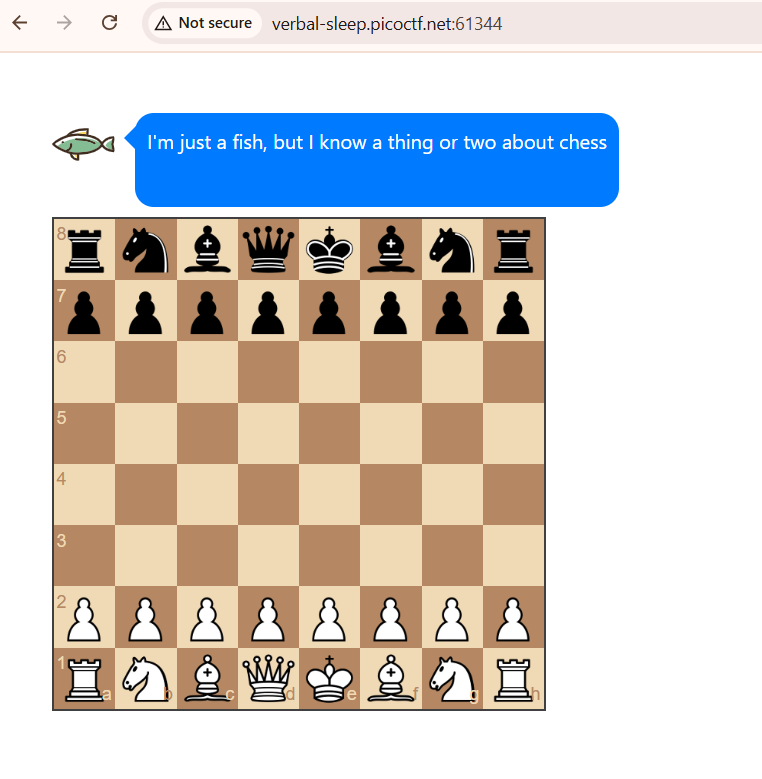 Not secure verbal-sleep.picoctf.net:61344
I'm just a fish, but I know a thing or two about chess
8
7
6
5
4
3
2
1
a b c d e f g h